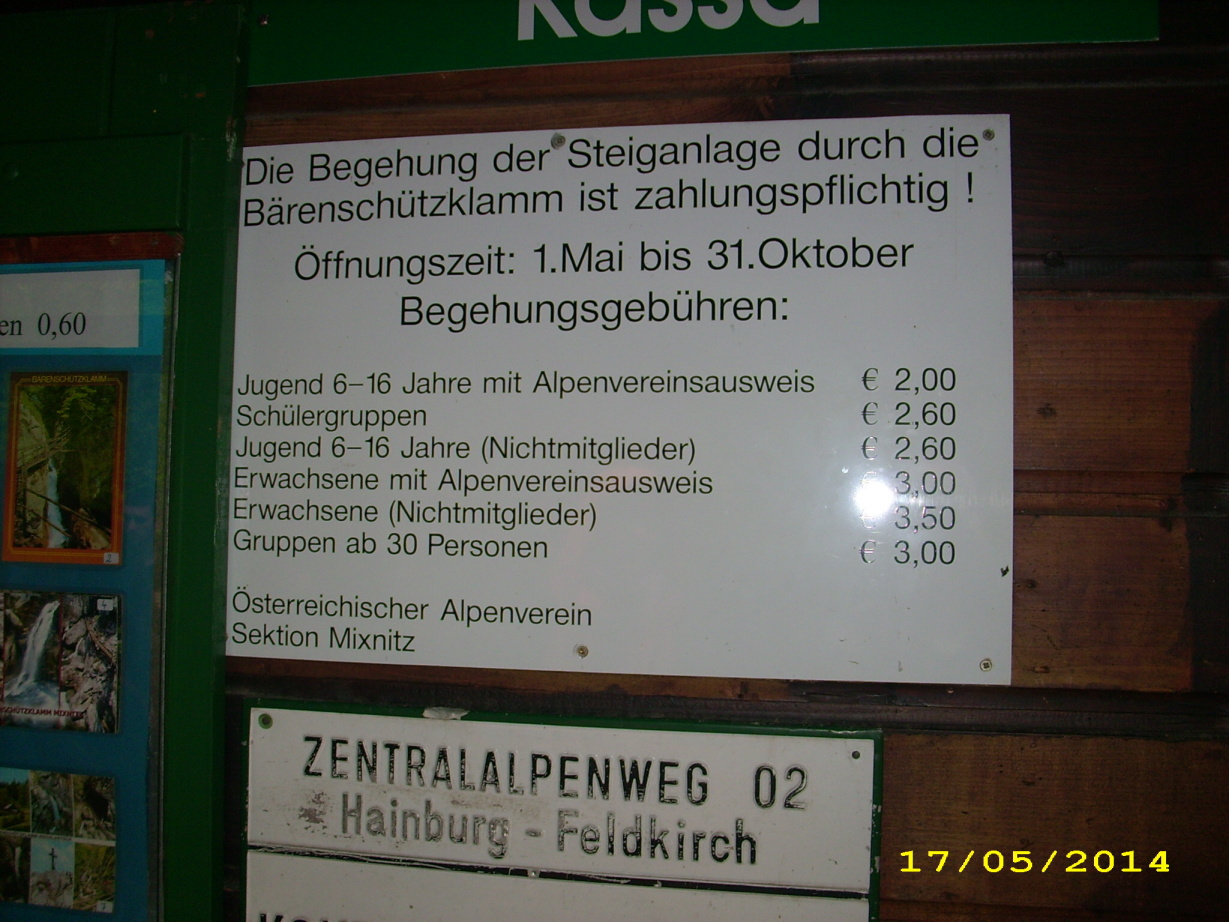 Kassa
Die Begehung der Steiganlage durch die
Bärenschützklamm ist zahlungspflichtig !
Öffnungszeit: 1.Mai bis 31.Oktober
Begehungsgebühren:
Jugend 6–16 Jahre mit Alpenvereinsausweis € 2,00
Schülergruppen € 2,60
Jugend 6–16 Jahre (Nichtmitglieder) € 2,60
Erwachsene mit Alpenvereinsausweis € 3,00
Erwachsene (Nichtmitglieder) € 3,50
Gruppen ab 30 Personen € 3,00
Österreichischer Alpenverein
Sektion Mixnitz
en 0,60
BÄRENSCHÜTZKLAMM
ZENTRALALPENWEG 02
Hainburg - Feldkirch
17/05/2014